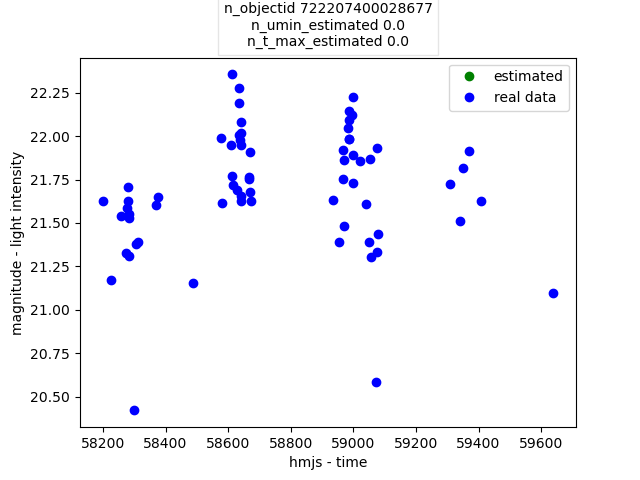 n_objectid 722207400028677
n_umin_estimated 0.0
n_t_max_estimated 0.0
estimated
real data
magnitude - light intensity
22.25
22.00
21.75
21.50
21.25
21.00
20.75
20.50
58200 58400 58600 58800 59000 59200 59400 59600
hmjs - time